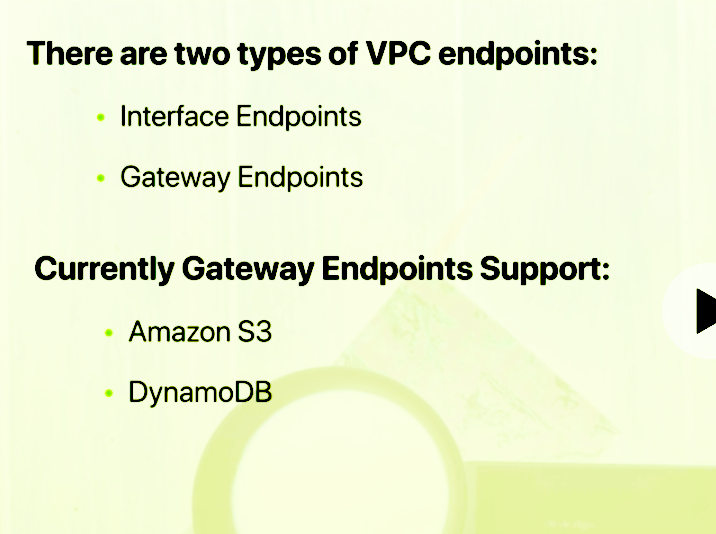 There are two types of VPC endpoints:
• Interface Endpoints
• Gateway Endpoints
Currently Gateway Endpoints Support:
• Amazon S3
• DynamoDB